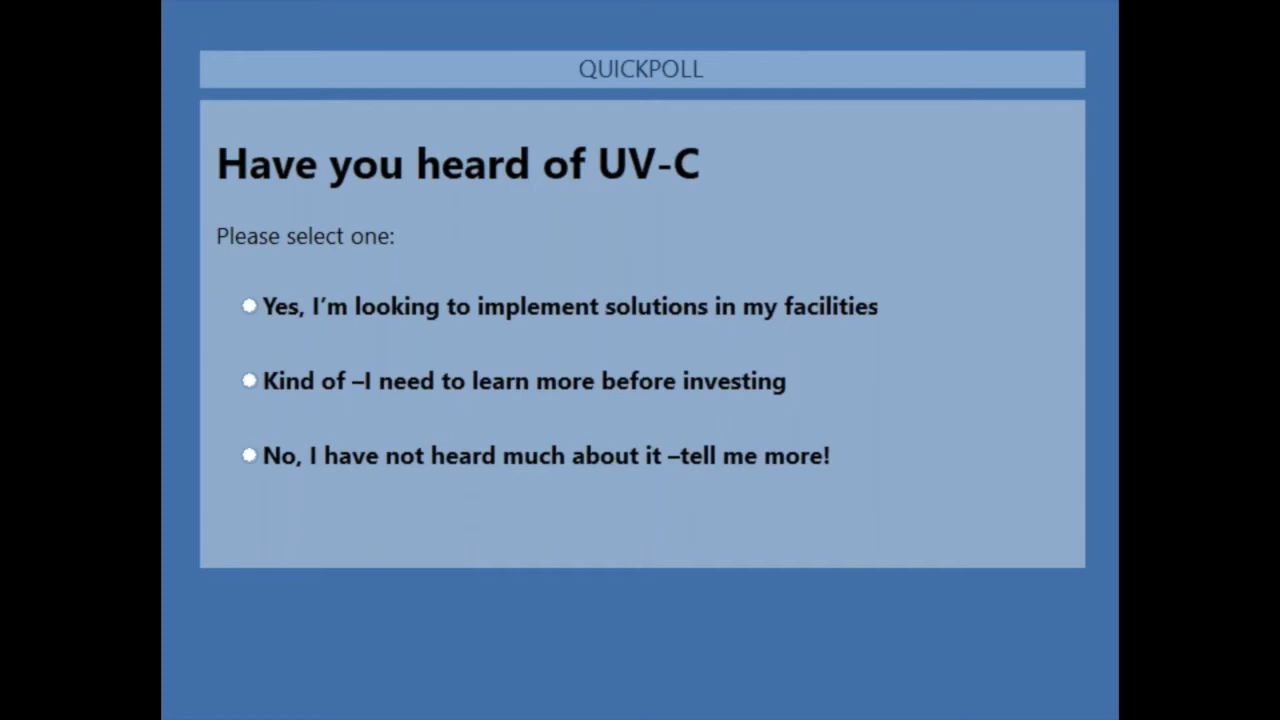 QUICKPOLL
Have you heard of UV-C
Please select one:
Yes, I'm looking to implement solutions in my facilities
Kind of –I need to learn more before investing
No, I have not heard much about it –tell me more!